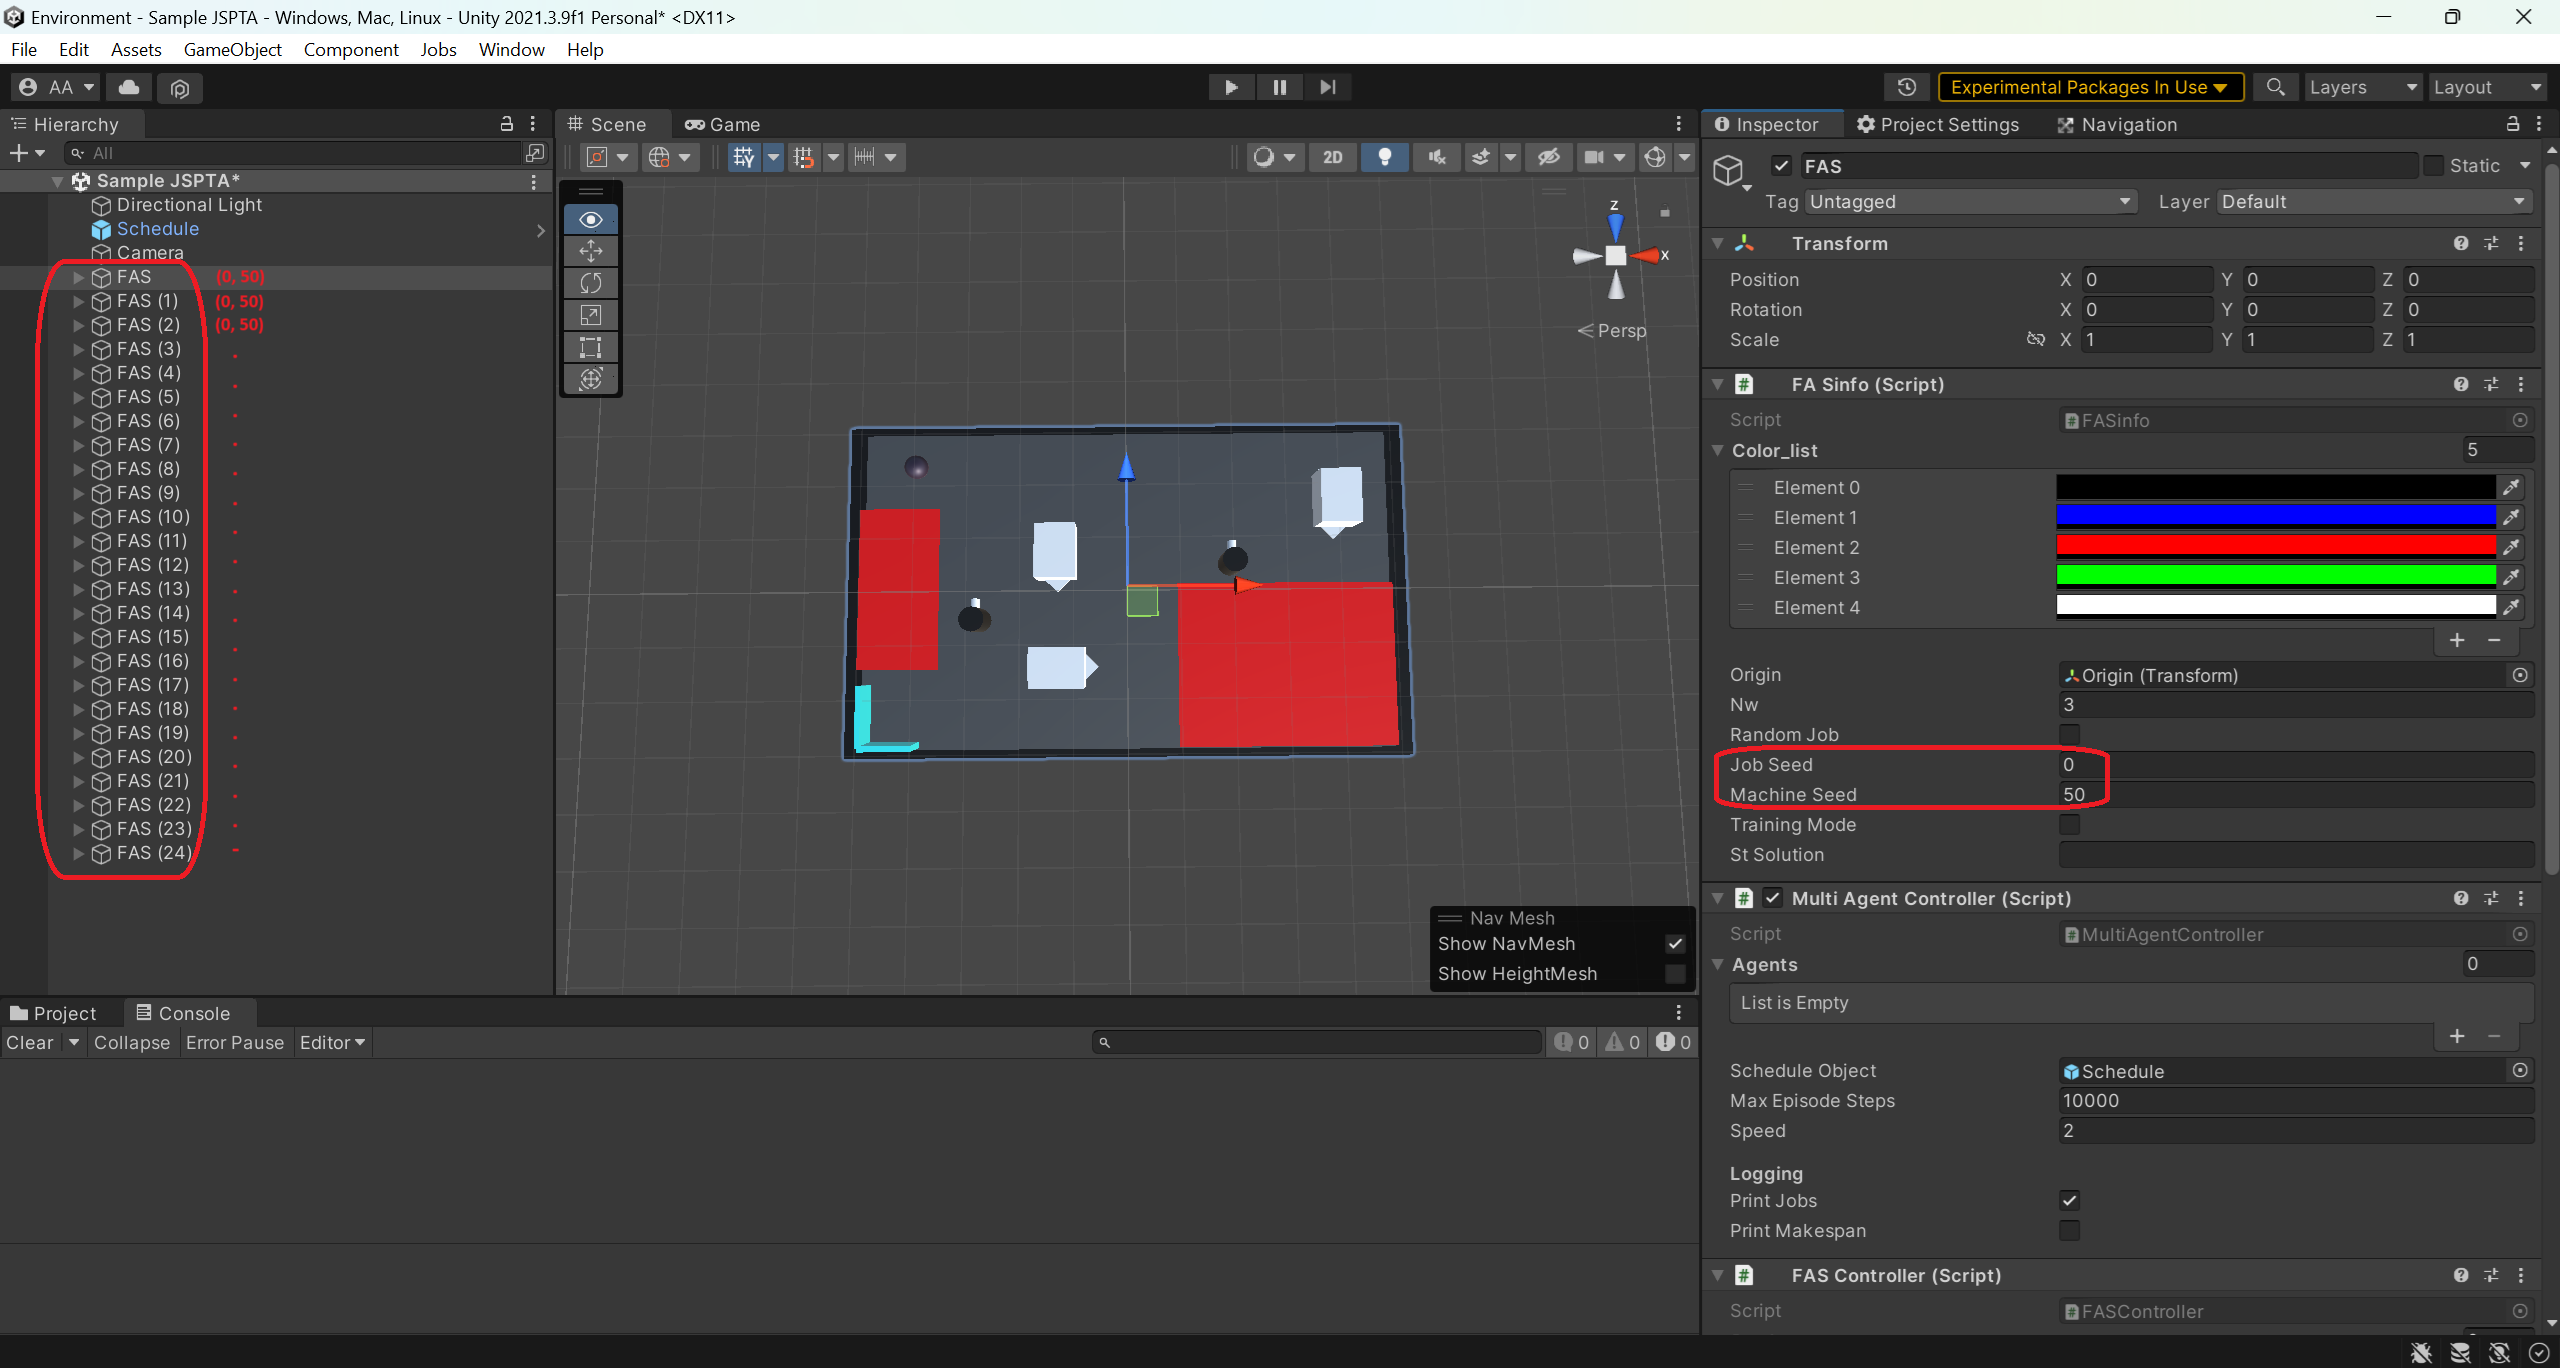 Environment - Sample JSPTA - Windows, Mac, Linux - Unity 2021.3.9f1 Personal* <DX11>
File Edit Assets GameObject Component Jobs Window Help
AA Experimental Packages In Use Layers Layout
Hierarchy
All
Sample JSPTA*
Directional Light
Schedule
Camera
FAS (0, 50)
FAS (1) (0, 50)
FAS (2) (0, 50)
FAS (3)
FAS (4)
FAS (5)
FAS (6)
FAS (7)
FAS (8)
FAS (9)
FAS (10)
FAS (11)
FAS (12)
FAS (13)
FAS (14)
FAS (15)
FAS (16)
FAS (17)
FAS (18)
FAS (19)
FAS (20)
FAS (21)
FAS (22)
FAS (23)
FAS (24)
Scene Game
2D
z
x
Persp
Nav Mesh
Show NavMesh
Show HeightMesh
Project Console
Clear Collapse Error Pause Editor 0 0 0
Inspector Project Settings Navigation
FAS Static
Tag Untagged Layer Default
Transform
Position X 0 Y 0 Z 0
Rotation X 0 Y 0 Z 0
Scale X 1 Y 1 Z 1
FA Sinfo (Script)
Script FASinfo
Color_list 5
Element 0
Element 1
Element 2
Element 3
Element 4
Origin Origin (Transform)
Nw 3
Random Job
Job Seed 0
Machine Seed 50
Training Mode
St Solution
Multi Agent Controller (Script)
Script MultiAgentController
Agents 0
List is Empty
Schedule Object Schedule
Max Episode Steps 10000
Speed 2
Logging
Print Jobs
Print Makespan
FAS Controller (Script)
Script FASController